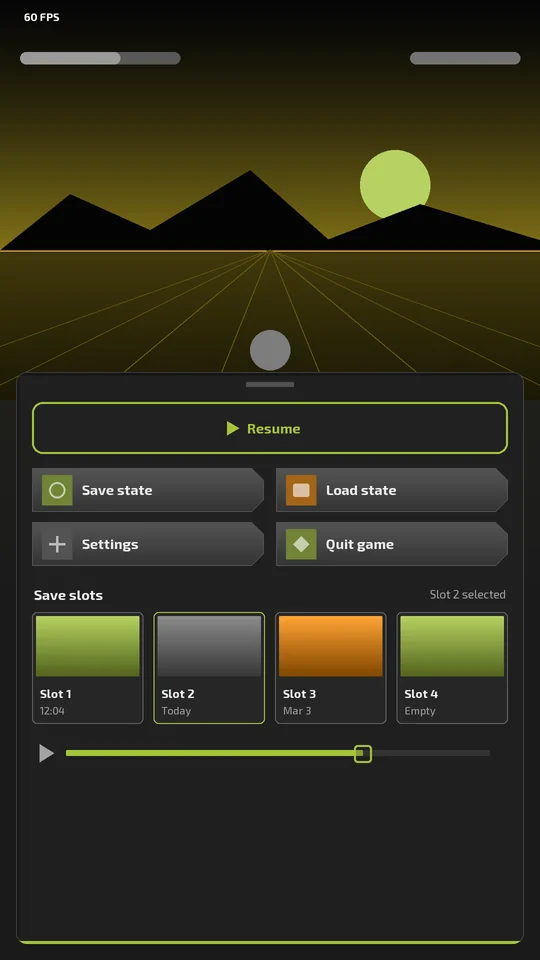 60 FPS
Resume
Save state
Load state
Settings
Quit game
Save slots
Slot 2 selected
Slot 1
12:04
Slot 2
Today
Slot 3
Mar 3
Slot 4
Empty